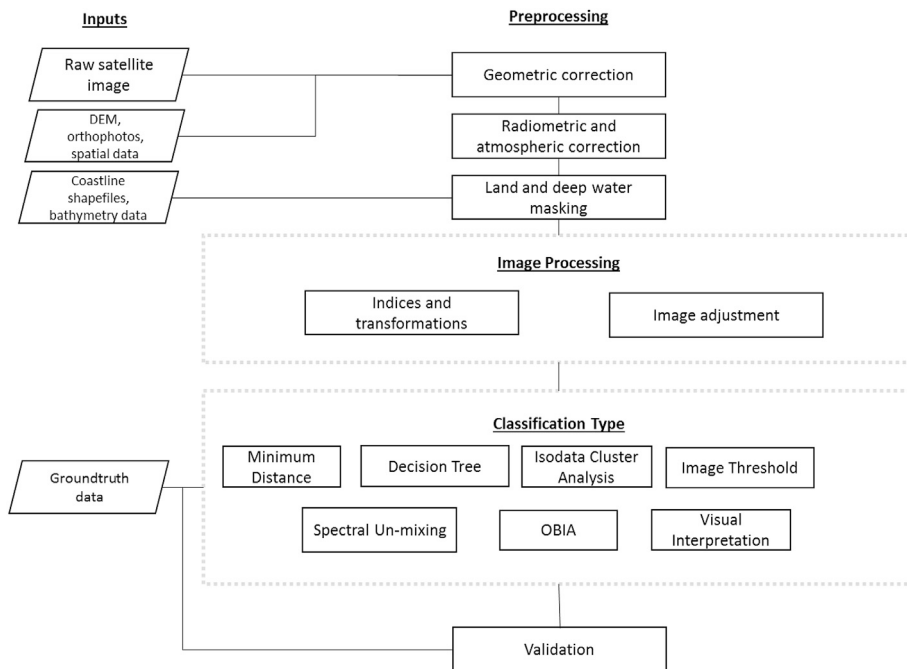 Inputs
Preprocessing
Raw satellite
image
Geometric correction
DEM,
orthophotos,
spatial data
Radiometric and
atmospheric correction
Coastline
shapefiles,
bathymetry data
Land and deep water
masking
Image Processing
Indices and
transformations
Image adjustment
Classification Type
Minimum
Distance
Decision Tree
Isodata Cluster
Analysis
Image Threshold
Groundtruth
data
Spectral Un-mixing
OBIA
Visual
Interpretation
Validation